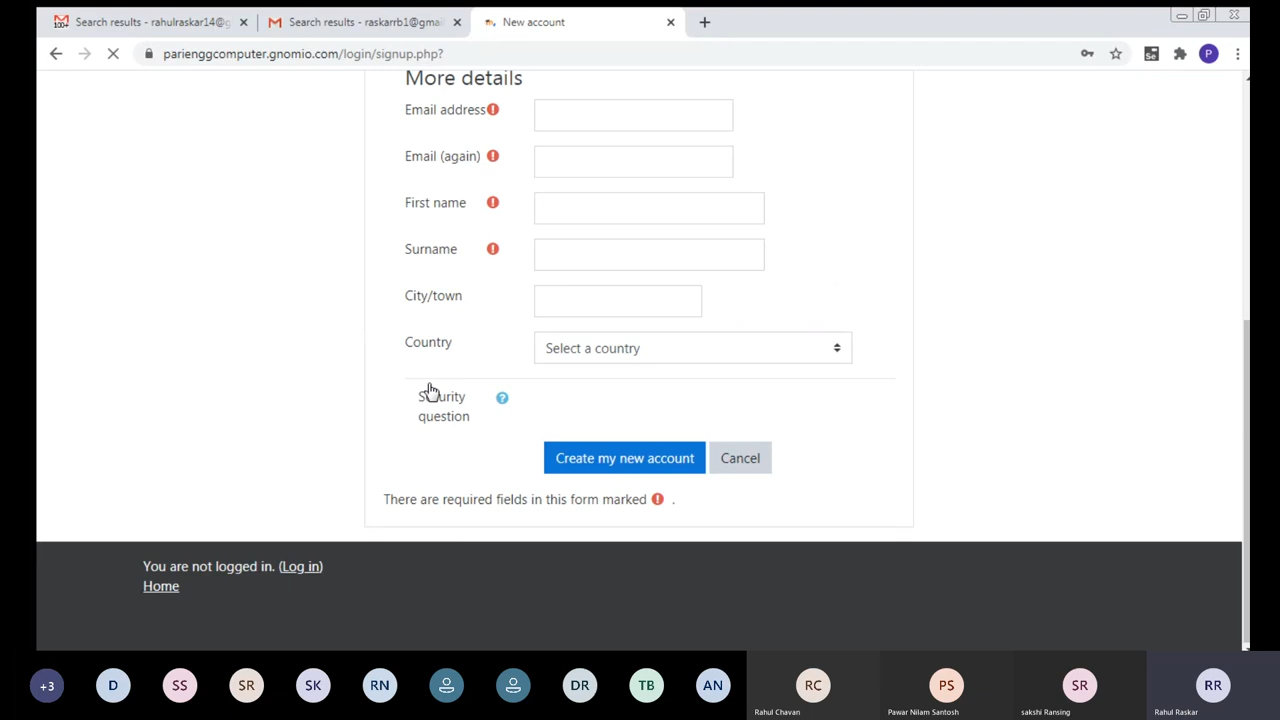 100+
Search results - rahulraskar14@g
Search results - raskarrb1@gmail
New account
parienggcomputer.gnomio.com/login/signup.php?
Se
P
More details
Email address
Email (again)
First name
Surname
City/town
Country
Select a country
Security
question
?
Create my new account
Cancel
There are required fields in this form marked ! .
You are not logged in. (Log in)
Home
+3
D
SS
SR
SK
RN
DR
TB
AN
RC
Rahul Chavan
PS
Pawar Nilam Santosh
SR
sakshi Ransing
RR
Rahul Raskar